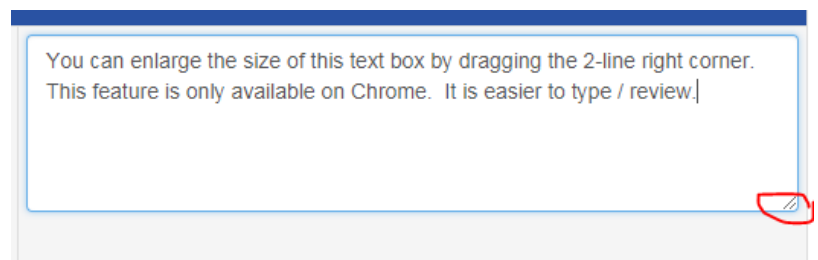 You can enlarge the size of this text box by dragging the 2-line right corner.
This feature is only available on Chrome.  It is easier to type / review.